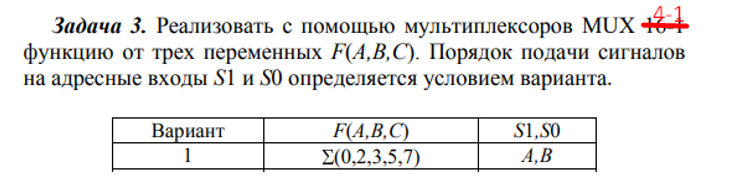 4-1
Задача 3. Реализовать с помощью мультиплексоров MUX 16-1
функцию от трех переменных F(A,B,C). Порядок подачи сигналов
на адресные входы S1 и S0 определяется условием варианта.
Вариант F(A,B,C) S1,S0
1 Σ(0,2,3,5,7) A,B